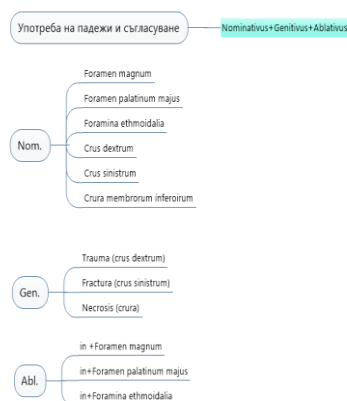 Употреба на падежи и съгласуване
Nominativus+Genitivus+Ablativus
Nom.
Foramen magnum
Foramen palatinum majus
Foramina ethmoidalia
Crus dextrum
Crus sinistrum
Crura membrorum inferoirum
Gen.
Trauma (crus dextrum)
Fractura (crus sinistrum)
Necrosis (crura)
Abl.
in +Foramen magnum
in+Foramen palatinum majus
in+Foramina ethmoidalia